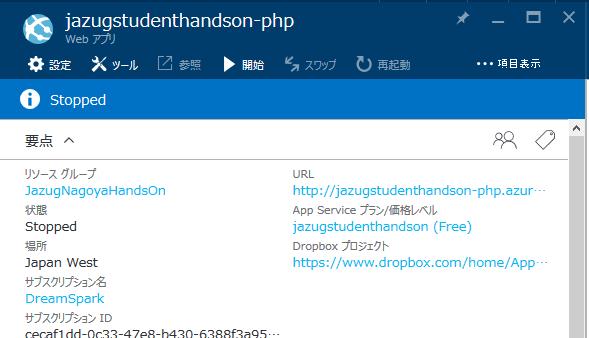 jazugstudenthandson-php
Web アプリ
設定 ツール 参照 開始 スワップ 再起動 ••• 項目表示
Stopped
要点
リソース グループ
JazugNagoyaHandsOn
状態
Stopped
場所
Japan West
サブスクリプション名
DreamSpark
サブスクリプション ID
cecaf1dd-0c33-47e8-b430-6388f3a95…
URL
http://jazugstudenthandson-php.azur…
App Service プラン/価格レベル
jazugstudenthandson (Free)
Dropbox プロジェクト
https://www.dropbox.com/home/App…